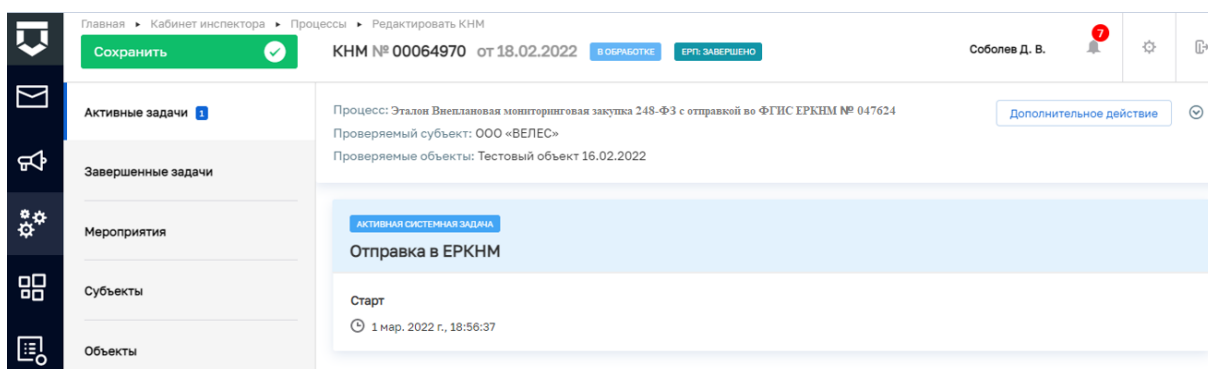 Главная ▸ Кабинет инспектора ▸ Процессы ▸ Редактировать КНМ
Сохранить
КНМ № 00064970 от 18.02.2022 В ОБРАБОТКЕ ЕРП: ЗАВЕРШЕНО
Соболев Д. В.
7
Активные задачи 1
Завершенные задачи
Мероприятия
Субъекты
Объекты
Процесс: Эталон Внеплановая мониторинговая закупка 248-ФЗ с отправкой во ФГИС ЕРКНМ № 047624
Дополнительное действие
Проверяемый субъект: ООО «ВЕЛЕС»
Проверяемые объекты: Тестовый объект 16.02.2022
АКТИВНАЯ СИСТЕМНАЯ ЗАДАЧА
Отправка в ЕРКНМ
Старт
1 мар. 2022 г., 18:56:37